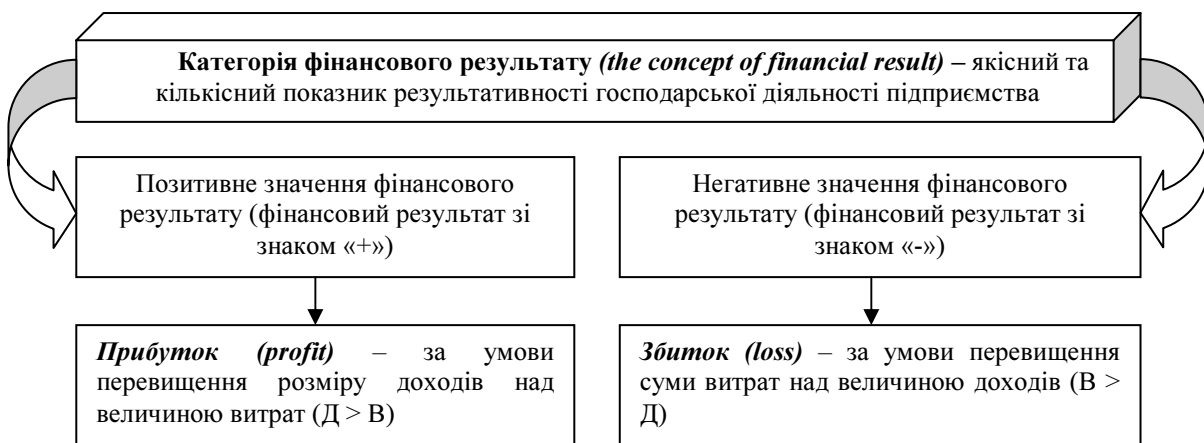 Категорія фінансового результату (the concept of financial result) – якісний та
кількісний показник результативності господарської діяльності підприємства
Позитивне значення фінансового
результату (фінансовий результат зі
знаком «+»)
Негативне значення фінансового
результату (фінансовий результат зі
знаком «-»)
Прибуток (profit) – за умови
перевищення розміру доходів над
величиною витрат (Д > В)
Збиток (loss) – за умови перевищення
суми витрат над величиною доходів (В >
Д)